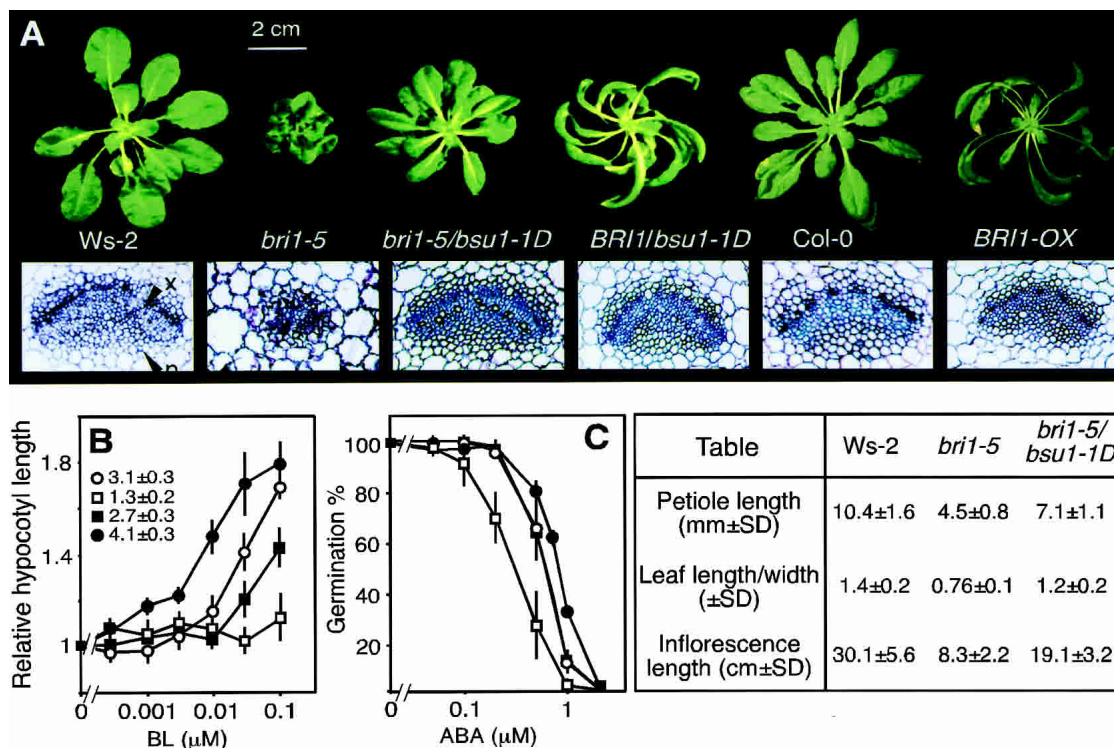 A
2 cm
Ws-2
bri1-5
bri1-5/bsu1-1D
BRI1/bsu1-1D
Col-0
BRI1-OX
x
B
Relative hypocotyl length
1.8
1.4
1
3.1±0.3
1.3±0.2
2.7±0.3
4.1±0.3
0
0.001
0.01
0.1
BL (μM)
C
Germination %
100
80
60
40
20
0
0.1
1
ABA (μM)
Table Ws-2 bri1-5 bri1-5/
bsu1-1D
Petiole length
(mm±SD) 10.4±1.6 4.5±0.8 7.1±1.1
Leaf length/width
(±SD) 1.4±0.2 0.76±0.1 1.2±0.2
Inflorescence
length (cm±SD) 30.1±5.6 8.3±2.2 19.1±3.2